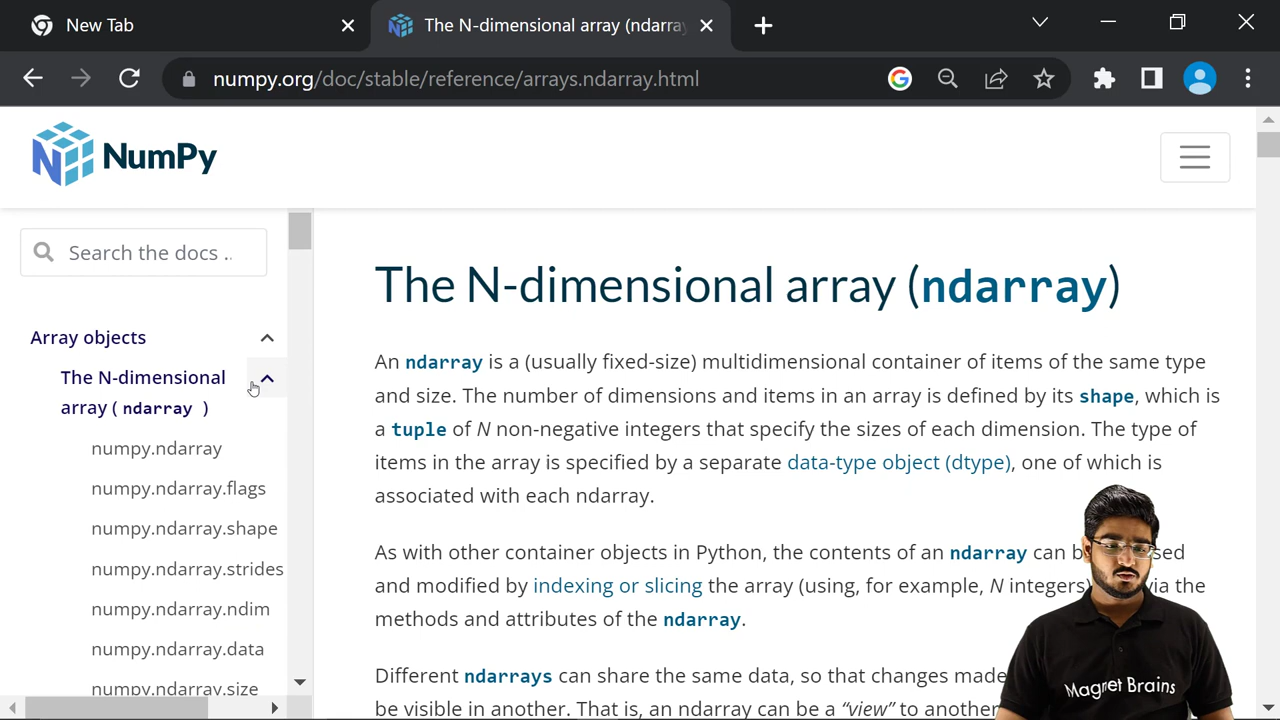 New Tab
The N-dimensional array (ndarra
numpy.org/doc/stable/reference/arrays.ndarray.html
NumPy
Search the docs ..
Array objects
The N-dimensional
array ( ndarray )
numpy.ndarray
numpy.ndarray.flags
numpy.ndarray.shape
numpy.ndarray.strides
numpy.ndarray.ndim
numpy.ndarray.data
numpy.ndarray.size
The N-dimensional array (ndarray)
An ndarray is a (usually fixed-size) multidimensional container of items of the same type
and size. The number of dimensions and items in an array is defined by its shape, which is
a tuple of N non-negative integers that specify the sizes of each dimension. The type of
items in the array is specified by a separate data-type object (dtype), one of which is
associated with each ndarray.
As with other container objects in Python, the contents of an ndarray can b sed
and modified by indexing or slicing the array (using, for example, N integers) via the
methods and attributes of the ndarray.
Different ndarrays can share the same data, so that changes made
be visible in another. That is, an ndarray can be a "view" to another
Magnet Brains